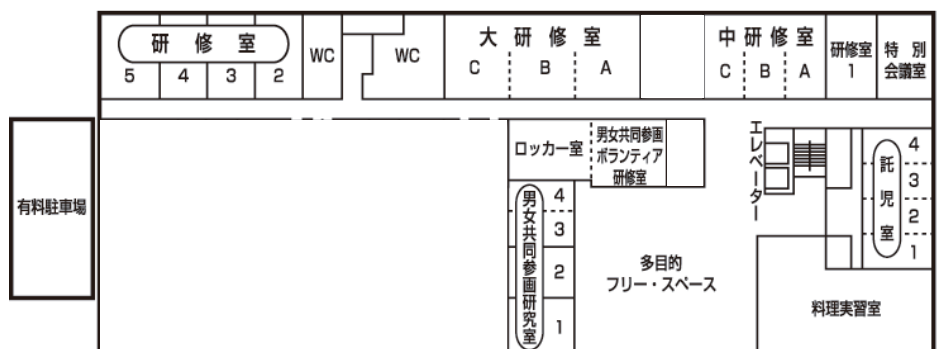 研 修 室
5 4 3 2
WC
WC
大 研 修 室
C B A
中 研 修 室
C B A
研修室
1
特 別
会議室
有料駐車場
ロッカー室
男女共同参画
ボランティア
研修室
エレベーター
託児室
4
3
2
1
男女共同参画研究室
4
3
2
1
多目的
フリー・スペース
料理実習室